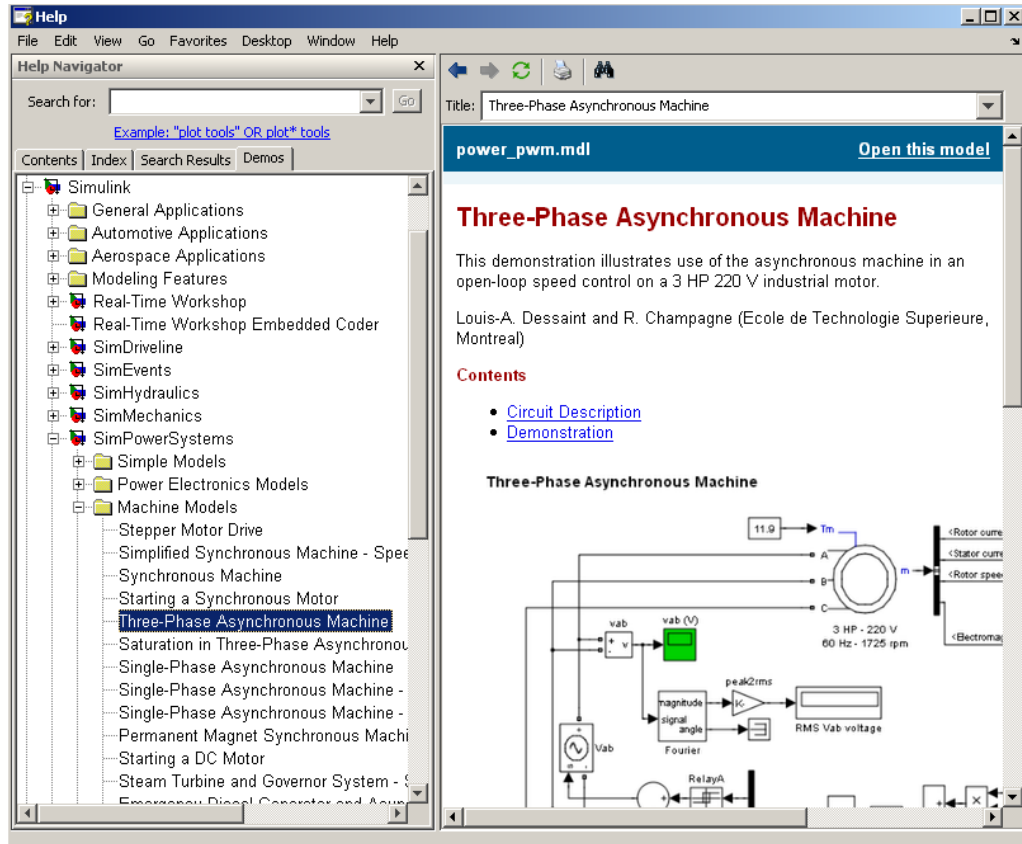 Help
File Edit View Go Favorites Desktop Window Help
Help Navigator
Search for:
Go
Example: "plot tools" OR plot* tools
Contents Index Search Results Demos
Simulink
General Applications
Automotive Applications
Aerospace Applications
Modeling Features
Real-Time Workshop
Real-Time Workshop Embedded Coder
SimDriveline
SimEvents
SimHydraulics
SimMechanics
SimPowerSystems
Simple Models
Power Electronics Models
Machine Models
Stepper Motor Drive
Simplified Synchronous Machine - Spee
Synchronous Machine
Starting a Synchronous Motor
Three-Phase Asynchronous Machine
Saturation in Three-Phase Asynchronou
Single-Phase Asynchronous Machine
Single-Phase Asynchronous Machine -
Single-Phase Asynchronous Machine -
Permanent Magnet Synchronous Machi
Starting a DC Motor
Steam Turbine and Governor System -
Title: Three-Phase Asynchronous Machine
power_pwm.mdl Open this model
Three-Phase Asynchronous Machine
This demonstration illustrates use of the asynchronous machine in an
open-loop speed control on a 3 HP 220 V industrial motor.
Louis-A. Dessaint and R. Champagne (Ecole de Technologie Superieure,
Montreal)
Contents
• Circuit Description
• Demonstration
Three-Phase Asynchronous Machine
11.9
Tm
A
B
C
m
<Rotor curre
<Stator curre
<Rotor spee
<Electromag
3 HP - 220 V
60 Hz - 1725 rpm
vab
vab (V)
+
-
v
magnitude
signal
angle
Fourier
peak2rms
K-
RMS Vab voltage
Vab
RelayA